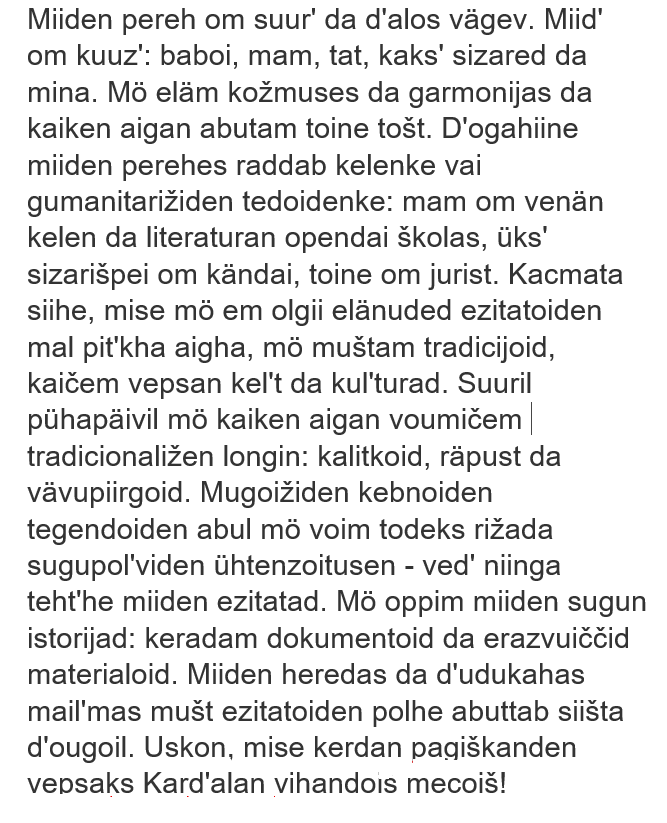 Miiden pereh om suur' da d'alos vägev. Miid'
om kuuz': baboi, mam, tat, kaks' sizared da
mina. Mö eläm kožmuses da garmonijas da
kaiken aigan abutam toine tošt. D'ogahiine
miiden perehes raddab kelenke vai
gumanitarižiden tedoidenke: mam om venän
kelen da literaturan opendai školas, üks'
sizarišpei om kändai, toine om jurist. Kacmata
siihe, mise mö em olgii elänuded ezitatoiden
mal pit'kha aigha, mö muštam tradicijoid,
kaičem vepsan kel't da kul'turad. Suuril
pühapäivil mö kaiken aigan voumičem
tradicionaližen longin: kalitkoid, räpust da
vävupiirgoid. Mugoižiden kebnoiden
tegendoiden abul mö voim todeks rižada
sugupol'viden ühtenzoitusen - ved' niinga
teht'he miiden ezitatad. Mö oppim miiden sugun
istorijad: keradam dokumentoid da erazvuiččid
materialoid. Miiden heredas da d'udukahas
mail'mas mušt ezitatoiden polhe abuttab siišta
d'ougoil. Uskon, mise kerdan pagiškanden
vepsaks Kard'alan vihandois mecoiš!